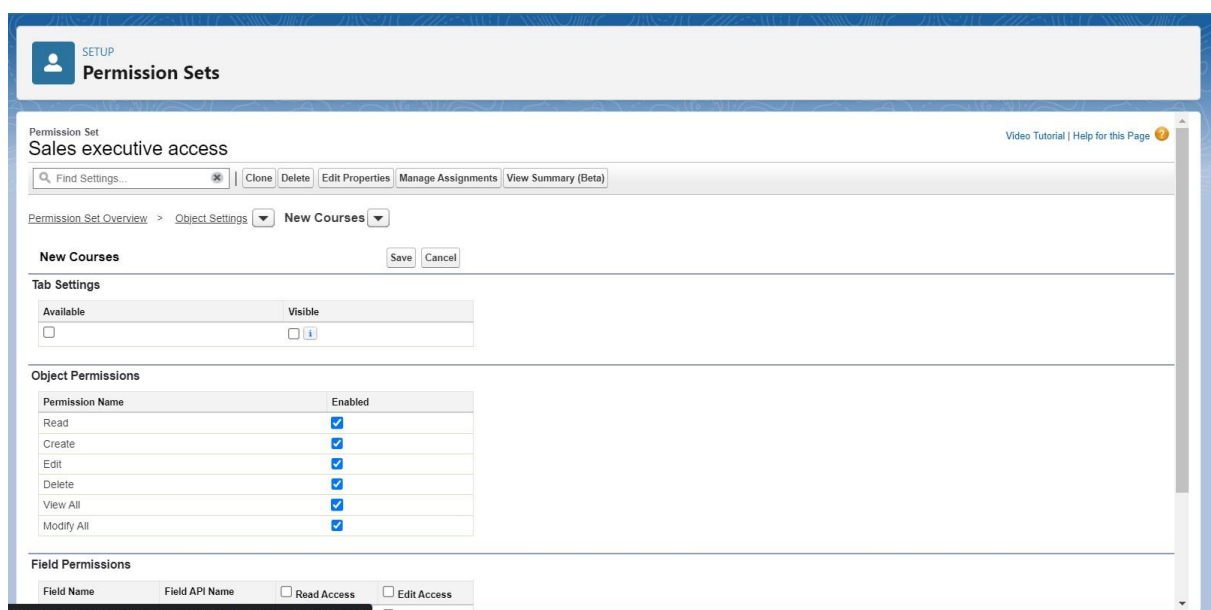 SETUP
Permission Sets
Permission Set
Sales executive access
Video Tutorial | Help for this Page ?
Find Settings... | Clone Delete Edit Properties Manage Assignments View Summary (Beta)
Permission Set Overview > Object Settings New Courses
New Courses Save Cancel
Tab Settings
Available Visible
i
Object Permissions
Permission Name Enabled
Read
Create
Edit
Delete
View All
Modify All
Field Permissions
Field Name Field API Name Read Access Edit Access